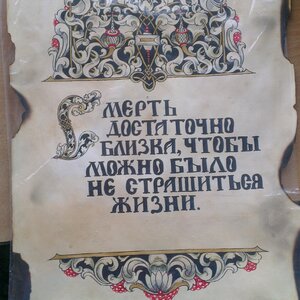 Смерть
достаточно
близка, чтобы
можно было
не страшиться
жизни.